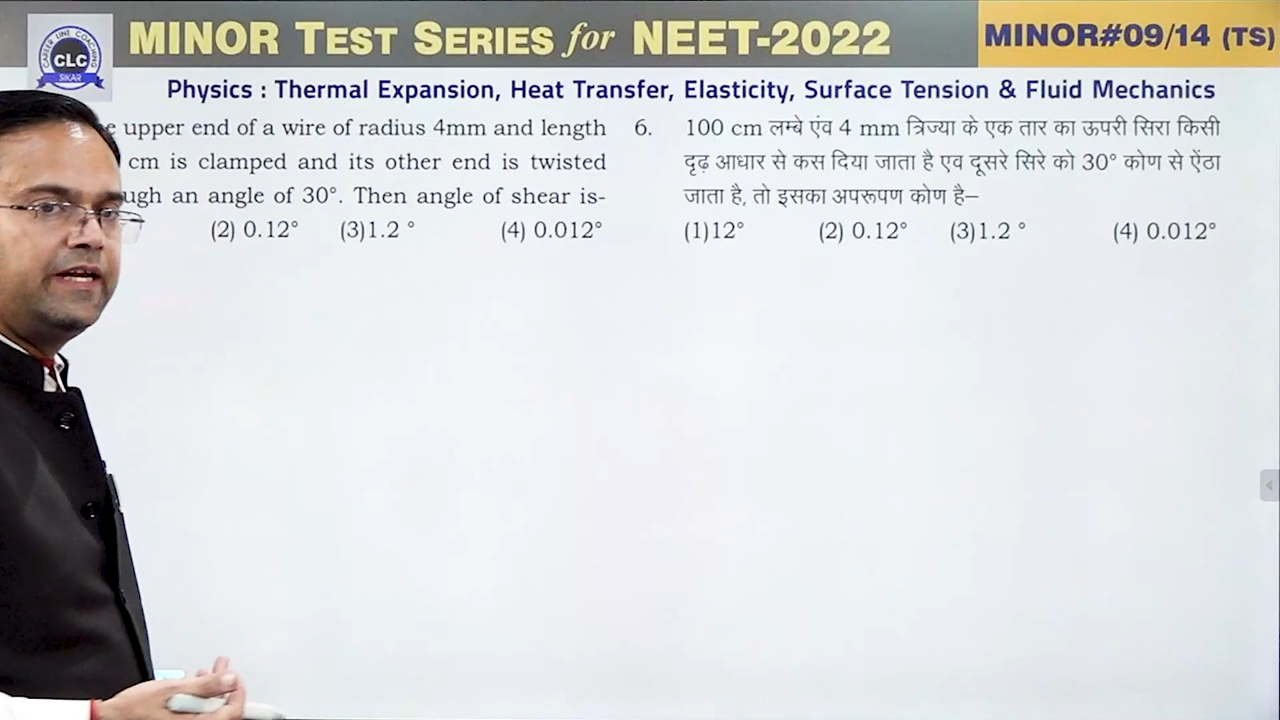 CAREER LINE COACHING
CLC
SIKAR
MINOR TEST SERIES for NEET-2022
MINOR#09/14 (TS)
Physics : Thermal Expansion, Heat Transfer, Elasticity, Surface Tension & Fluid Mechanics
upper end of a wire of radius 4mm and length
cm is clamped and its other end is twisted
an angle of 30°. Then angle of shear is-
(2) 0.12° (3)1.2 ° (4) 0.012°
6. 100 cm लम्बे एंव 4 mm त्रिज्या के एक तार का ऊपरी सिरा किसी
दृढ़ आधार से कस दिया जाता है एव दूसरे सिरे को 30° कोण से ऐंठा
जाता है, तो इसका अपरूपण कोण है–
(1)12° (2) 0.12° (3)1.2 ° (4) 0.012°